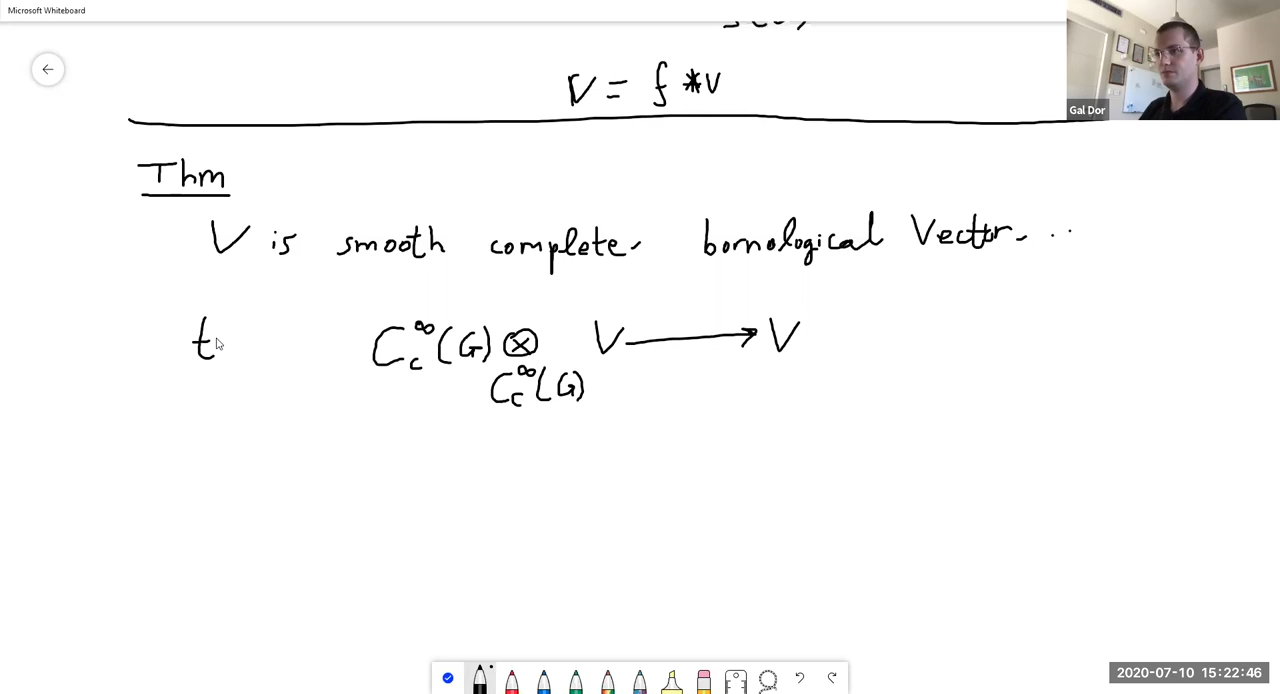 Microsoft Whiteboard
V = f * v
Gal Dor
Thm
V is smooth complete bornological Vector...
t C_c^∞(G) ⊗_{C_c^∞(G)} V → V
2020-07-10 15:22:46